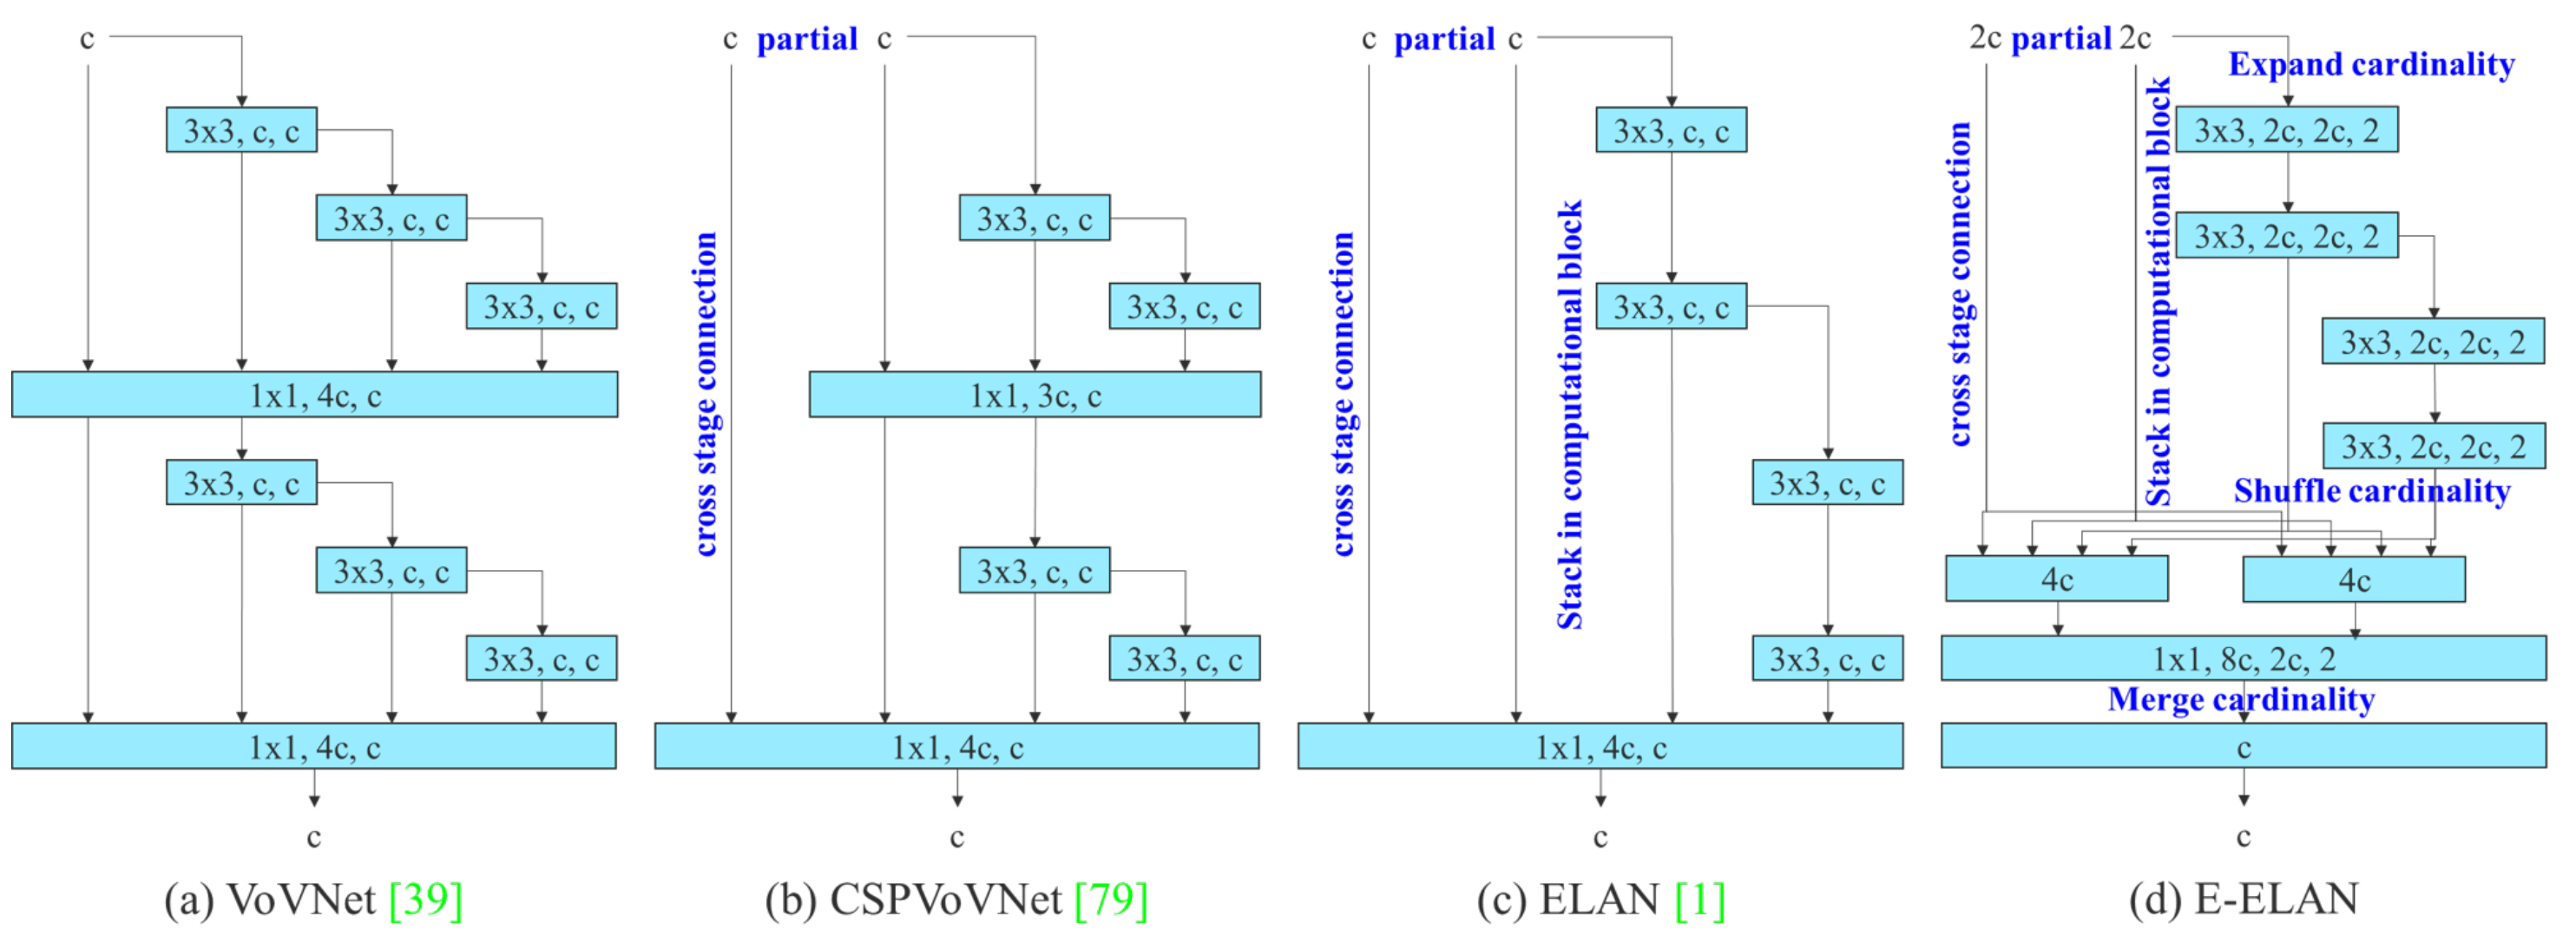 c
3x3, c, c
3x3, c, c
3x3, c, c
1x1, 4c, c
3x3, c, c
3x3, c, c
3x3, c, c
1x1, 4c, c
c
(a) VoVNet [39]
c partial c
cross stage connection
3x3, c, c
3x3, c, c
1x1, 3c, c
3x3, c, c
3x3, c, c
1x1, 4c, c
c
(b) CSPVoVNet [79]
c partial c
cross stage connection
Stack in computational block
3x3, c, c
3x3, c, c
3x3, c, c
3x3, c, c
1x1, 4c, c
c
(c) ELAN [1]
2c partial 2c
Expand cardinality
cross stage connection
Stack in computational block
3x3, 2c, 2c, 2
3x3, 2c, 2c, 2
3x3, 2c, 2c, 2
3x3, 2c, 2c, 2
Shuffle cardinality
4c
4c
1x1, 8c, 2c, 2
Merge cardinality
c
c
(d) E-ELAN